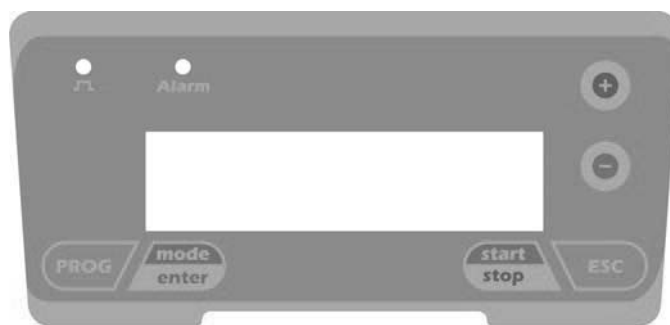 Alarm
+
−
PROG
mode
enter
start
stop
ESC